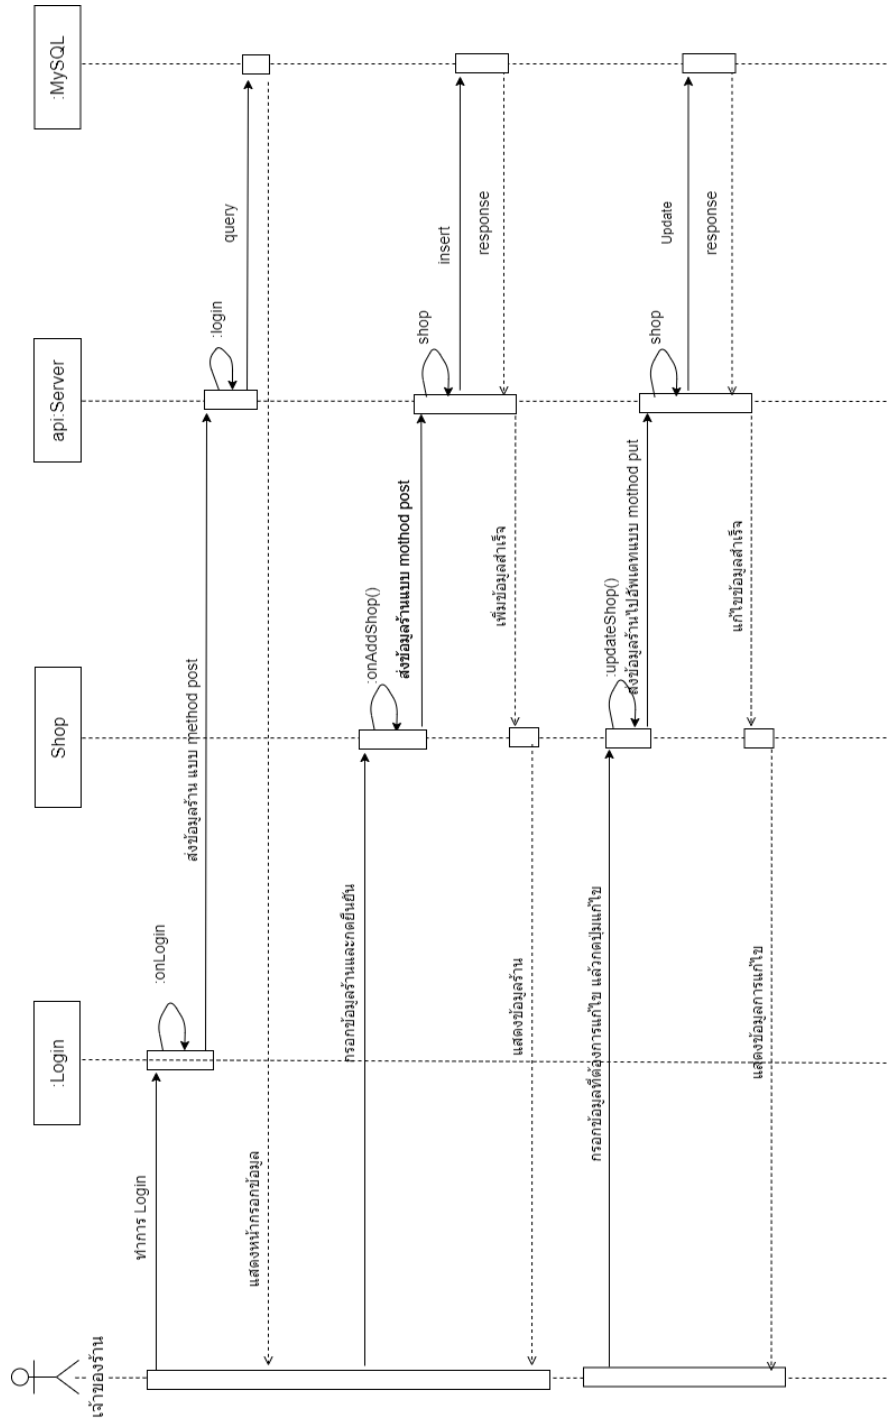 เจ้าของร้าน
:Login
Shop
api:Server
:MySQL
ทำการ Login
:onLogin
ส่งข้อมูลร้าน แบบ method post
:login
query
แสดงหน้ากรอกข้อมูล
กรอกข้อมูลร้านและกดยืนยัน
:onAddShop()
ส่งข้อมูลร้านแบบ mothod post
shop
insert
response
เพิ่มข้อมูลสำเร็จ
แสดงข้อมูลร้าน
กรอกข้อมูลที่ต้องการแก้ไข แล้วกดปุ่มแก้ไข
:updateShop()
ส่งข้อมูลร้านไปอัพเดทแบบ mothod put
shop
Update
response
แก้ไขข้อมูลสำเร็จ
แสดงข้อมูลการแก้ไข